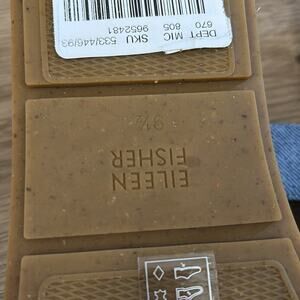 DEPT MIC SKU 533/446/93
670 805 9652481
9½
EILEEN
FISHER